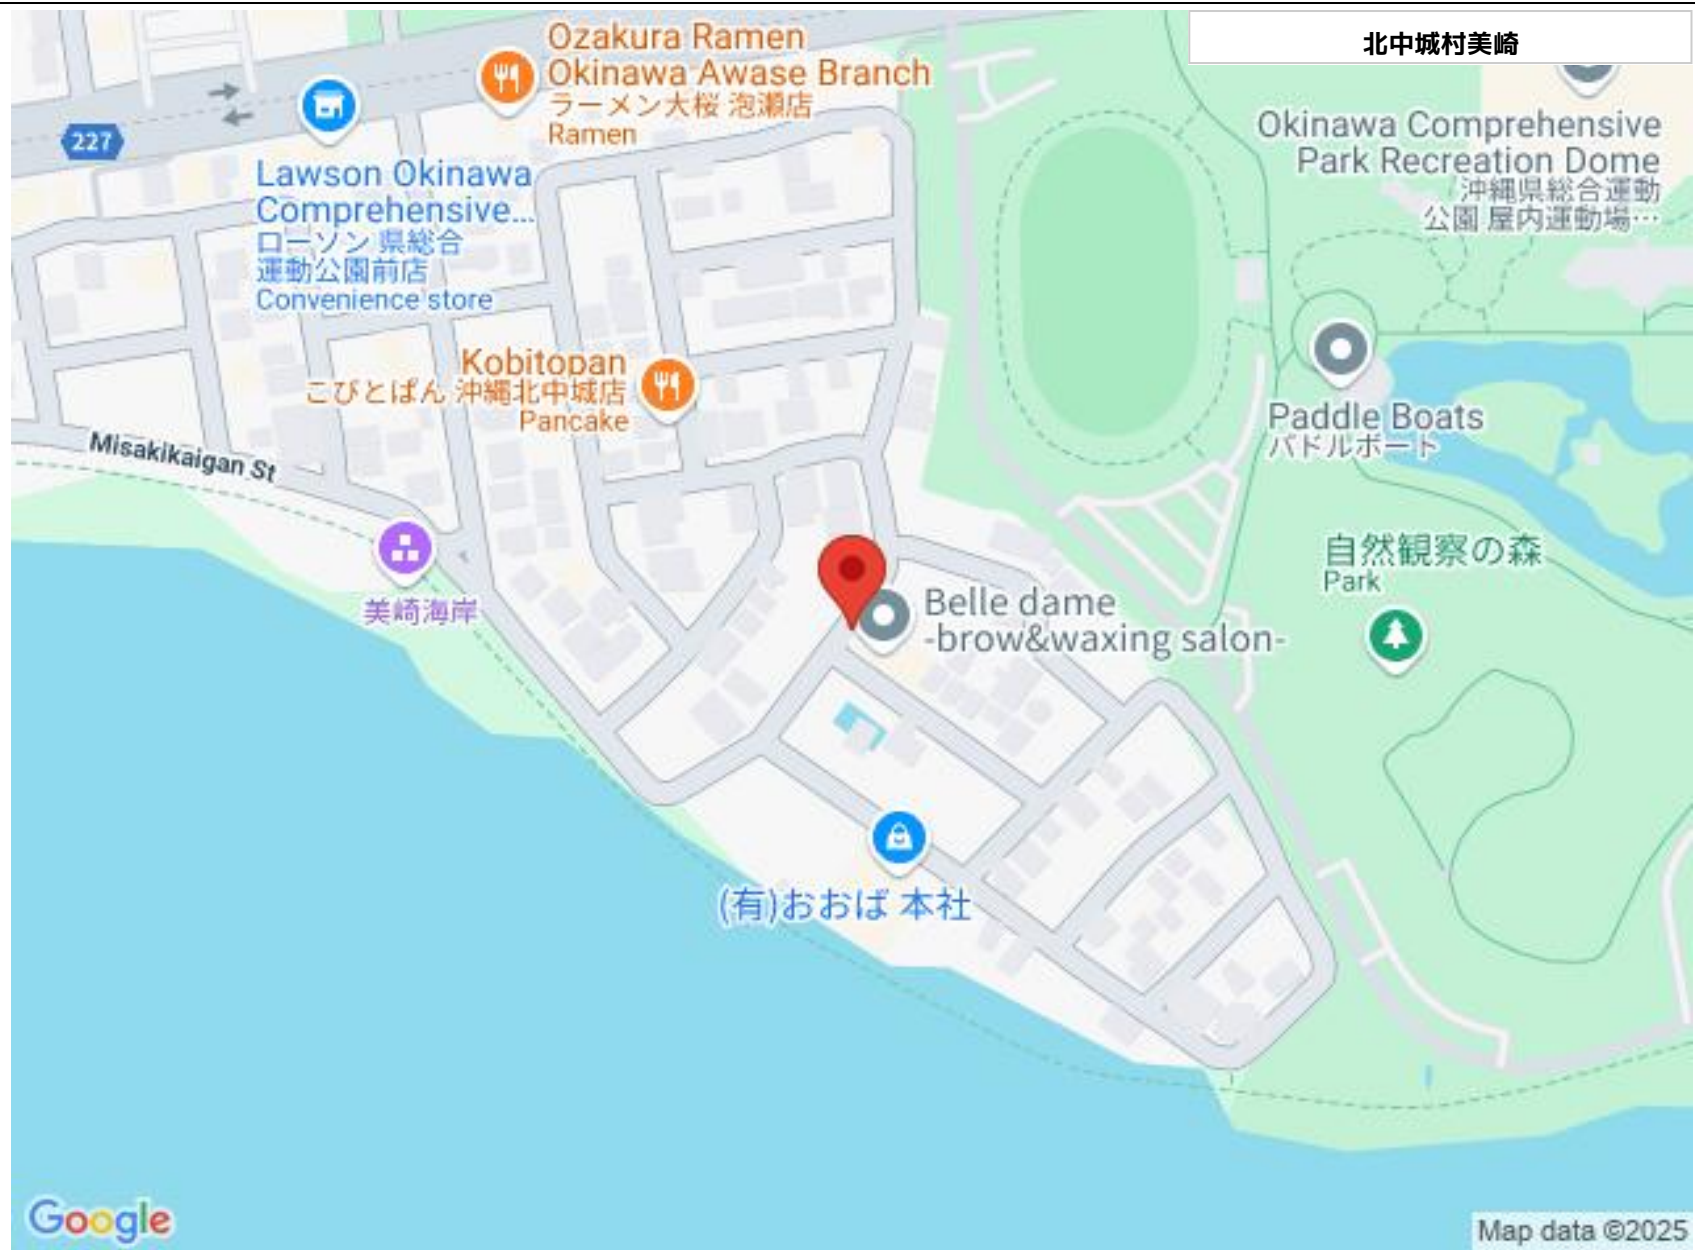 北中城村美崎
Ozakura Ramen
Okinawa Awase Branch
ラーメン大桜 泡瀬店
Ramen
227
Lawson Okinawa
Comprehensive...
ローソン 県総合
運動公園前店
Convenience store
Okinawa Comprehensive
Park Recreation Dome
沖縄県総合運動
公園 屋内運動場…
Kobitopan
こびとぱん 沖縄北中城店
Pancake
Paddle Boats
パドルボート
Misakikaigan St
美崎海岸
自然観察の森
Park
Belle dame
-brow&waxing salon-
(有)おおば 本社
Google
Map data ©2025